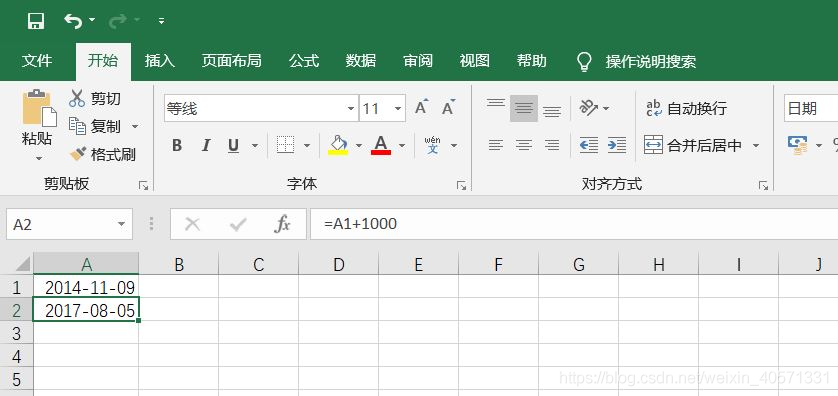 文件 开始 插入 页面布局 公式 数据 审阅 视图 帮助 操作说明搜索
剪切
复制
格式刷
粘贴
剪贴板
等线 11 A A
B I U A wén 文
字体
ab c 自动换行
合并后居中
对齐方式
日期
%
A2 fx =A1+1000
A B C D E F G H I J
1 2014-11-09
2 2017-08-05
3
4
5
https://blog.csdn.net/weixin_40571331